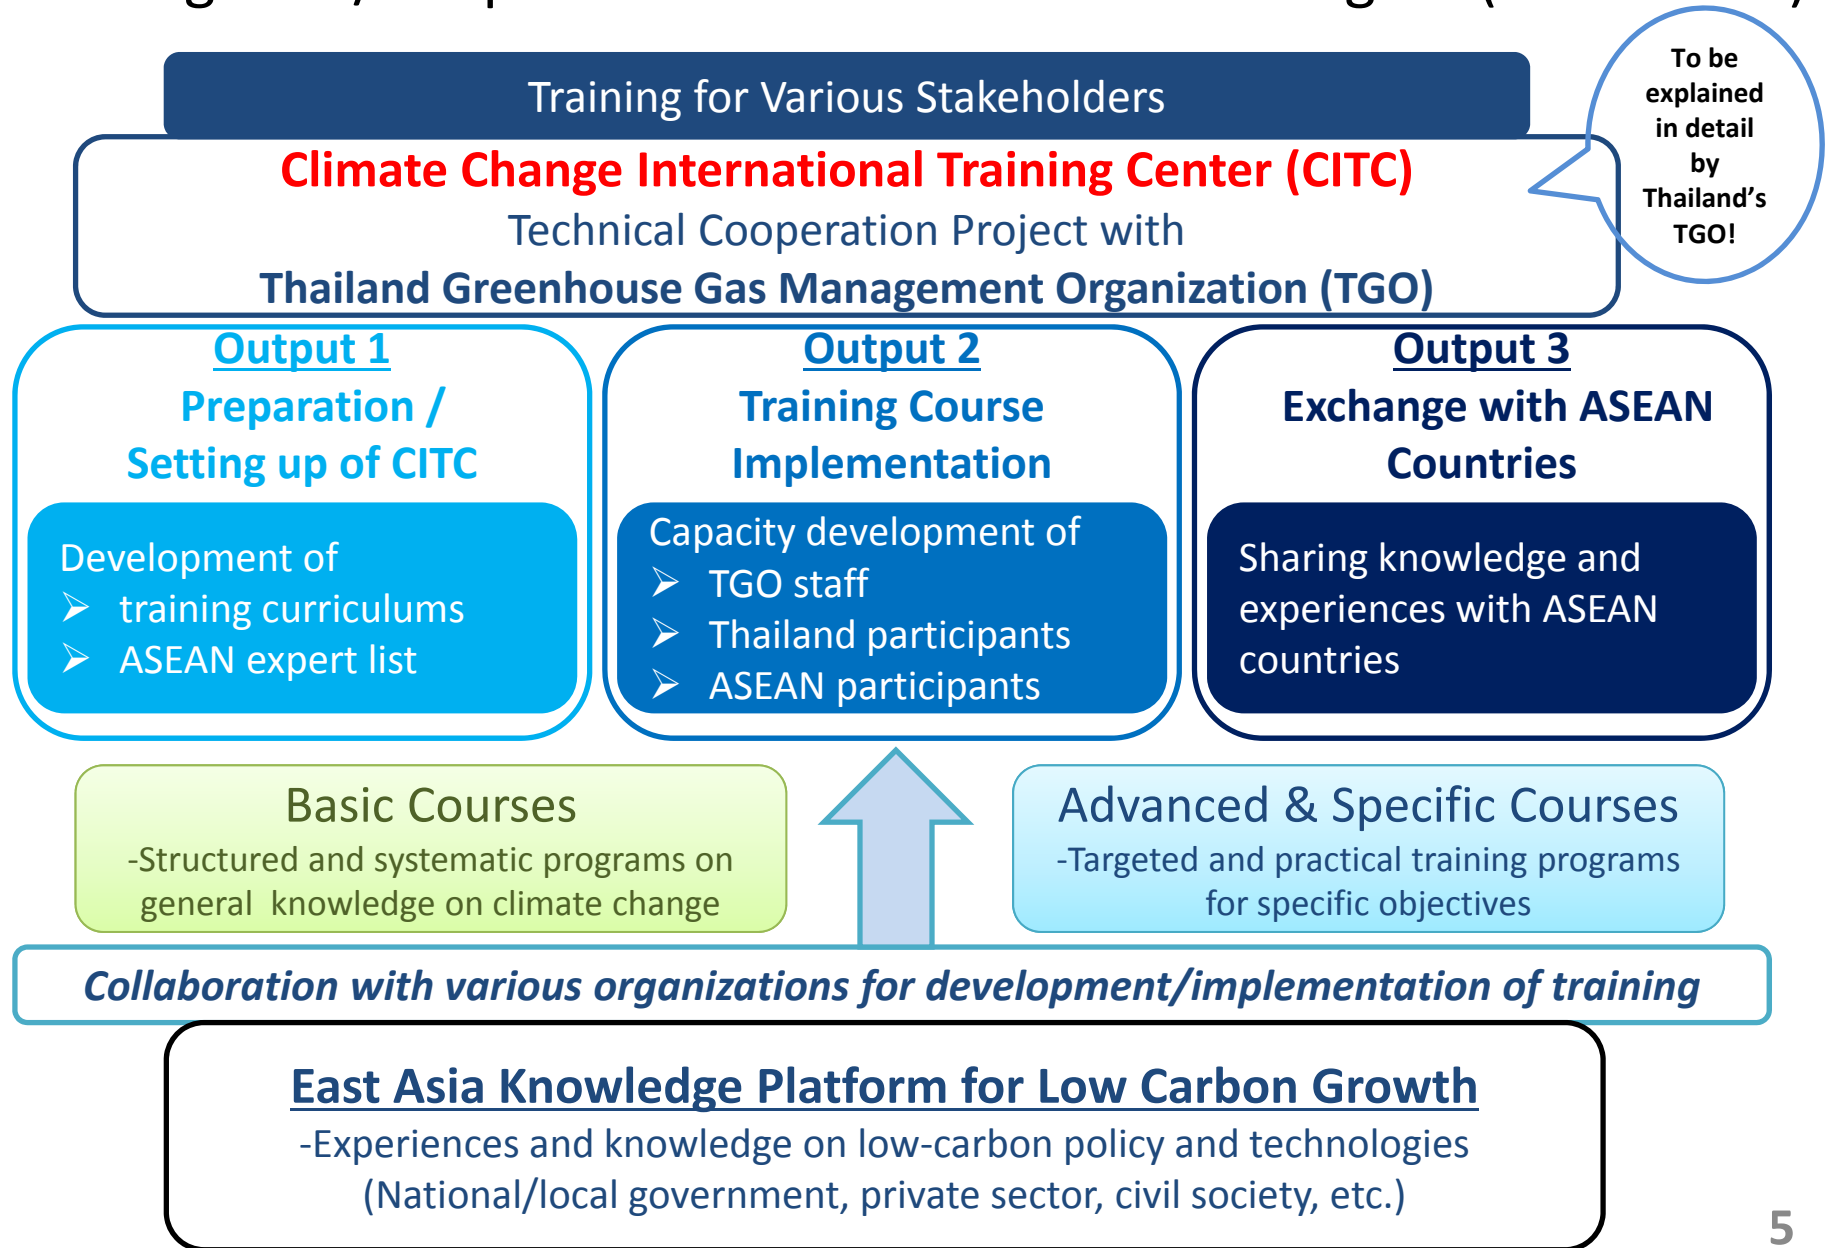 To be
explained
in detail
by
Thailand’s
TGO!
Training for Various Stakeholders
Climate Change International Training Center (CITC)
Technical Cooperation Project with
Thailand Greenhouse Gas Management Organization (TGO)
Output 1
Preparation /
Setting up of CITC
Development of
➢ training curriculums
➢ ASEAN expert list
Output 2
Training Course
Implementation
Capacity development of
➢ TGO staff
➢ Thailand participants
➢ ASEAN participants
Output 3
Exchange with ASEAN
Countries
Sharing knowledge and
experiences with ASEAN
countries
Basic Courses
-Structured and systematic programs on
general knowledge on climate change
Advanced & Specific Courses
-Targeted and practical training programs
for specific objectives
Collaboration with various organizations for development/implementation of training
East Asia Knowledge Platform for Low Carbon Growth
-Experiences and knowledge on low-carbon policy and technologies
(National/local government, private sector, civil society, etc.)
5